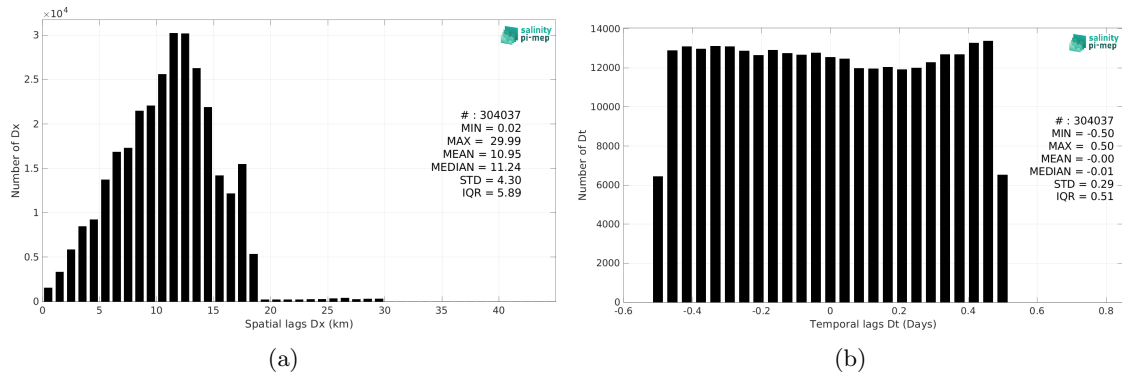 ×10⁴
3
2.5
2
1.5
1
0.5
0
Number of Dx
0 5 10 15 20 25 30 35 40
Spatial lags Dx (km)
salinity
pi-mep
# : 304037
MIN = 0.02
MAX = 29.99
MEAN = 10.95
MEDIAN = 11.24
STD = 4.30
IQR = 5.89
(a)
14000
12000
10000
8000
6000
4000
2000
0
Number of Dt
-0.6 -0.4 -0.2 0 0.2 0.4 0.6 0.8
Temporal lags Dt (Days)
salinity
pi-mep
# : 304037
MIN = -0.50
MAX = 0.50
MEAN = -0.00
MEDIAN = -0.01
STD = 0.29
IQR = 0.51
(b)